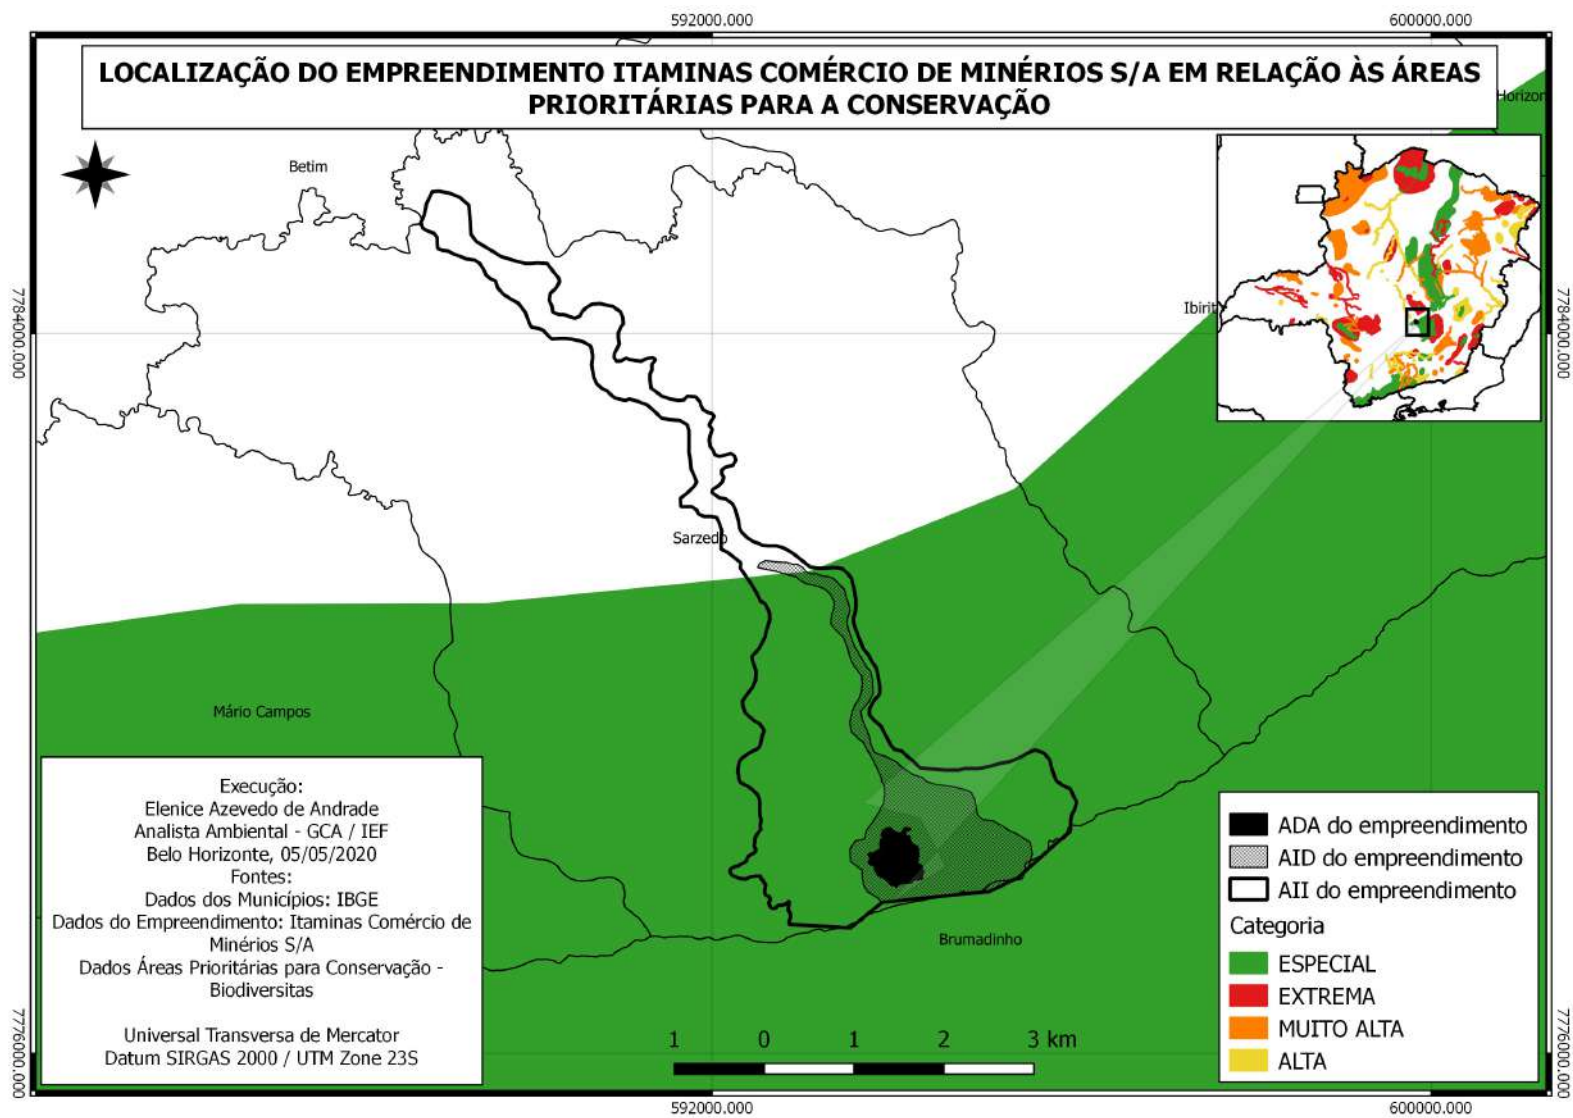 592000.000
600000.000
LOCALIZAÇÃO DO EMPREENDIMENTO ITAMINAS COMÉRCIO DE MINÉRIOS S/A EM RELAÇÃO ÀS ÁREAS
PRIORITÁRIAS PARA A CONSERVAÇÃO
Horizon
Betim
Ibirit
7784000.000
7784000.000
Sarzedo
Mário Campos
Brumadinho
Execução:
Elenice Azevedo de Andrade
Analista Ambiental - GCA / IEF
Belo Horizonte, 05/05/2020
Fontes:
Dados dos Municípios: IBGE
Dados do Empreendimento: Itaminas Comércio de
Minérios S/A
Dados Áreas Prioritárias para Conservação -
Biodiversitas
Universal Transversa de Mercator
Datum SIRGAS 2000 / UTM Zone 23S
ADA do empreendimento
AID do empreendimento
AII do empreendimento
Categoria
ESPECIAL
EXTREMA
MUITO ALTA
ALTA
1 0 1 2 3 km
7776000.000
7776000.000
592000.000
600000.000